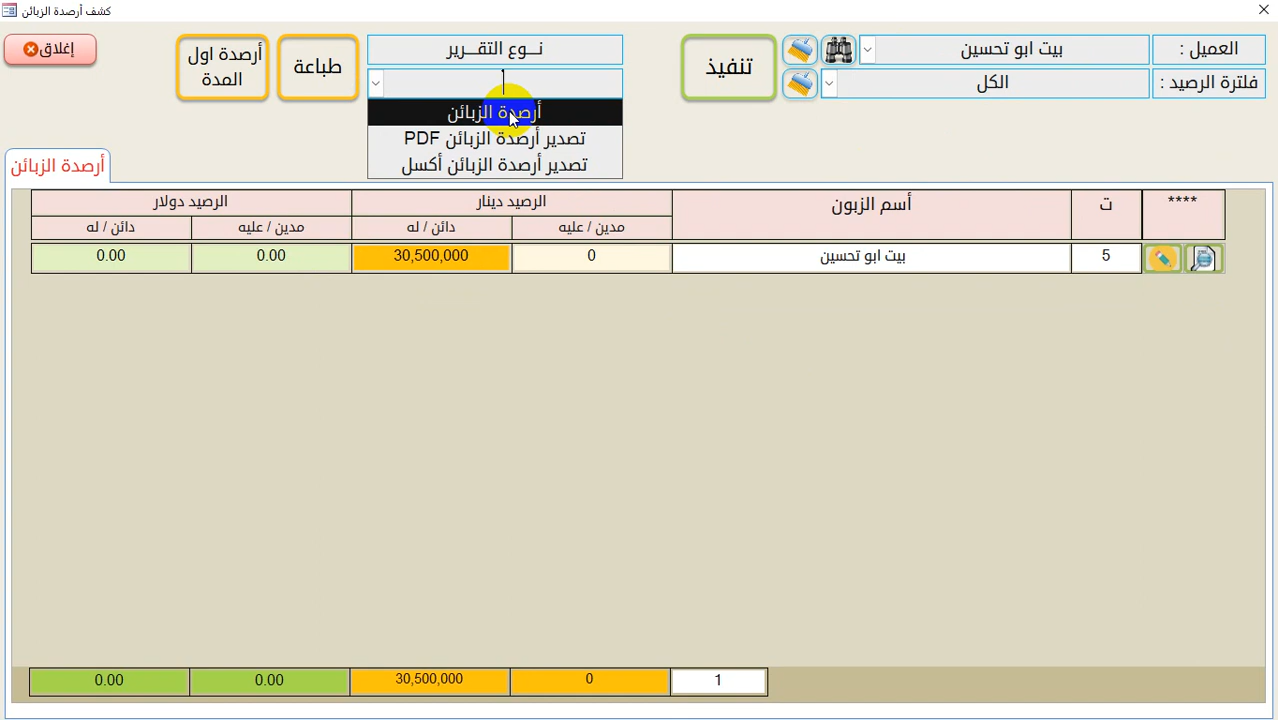 كشف أرصدة الزبائن
العميل :
بيت ابو تحسين
فلترة الرصيد :
الكل
تنفيذ
نـوع التقـرير
أرصدة الزبائن
تصدير أرصدة الزبائن PDF
تصدير أرصدة الزبائن أكسل
طباعة
أرصدة اول
المدة
إغلاق
أرصدة الزبائن
**** ت أسم الزبون الرصيد دينار الرصيد دولار
مدين / عليه دائن / له مدين / عليه دائن / له
5 بيت ابو تحسين 0 30,500,000 0.00 0.00
1 0 30,500,000 0.00 0.00